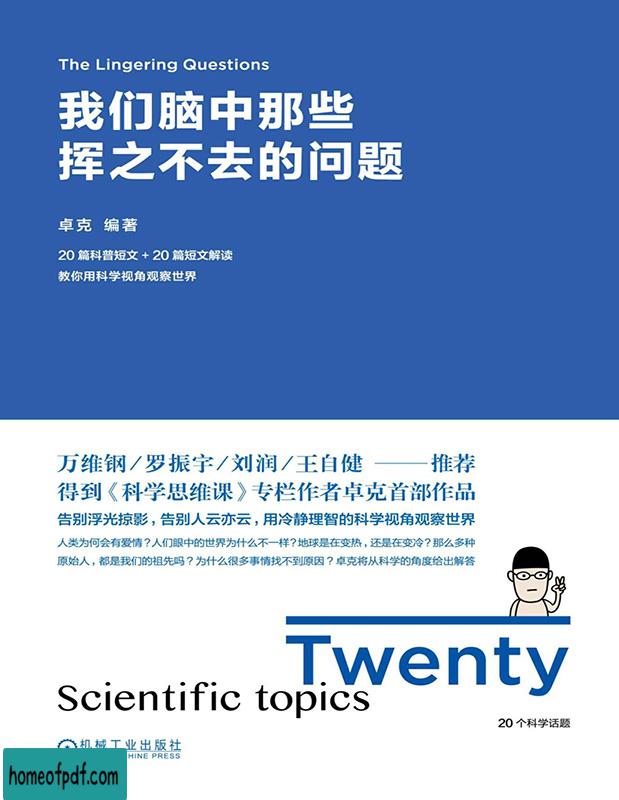 The Lingering Questions
我们脑中那些
挥之不去的问题
卓克 编著
20篇科普短文 + 20篇短文解读
教你用科学视角观察世界
万维钢/罗振宇/刘润/王自健 ——推荐
得到《科学思维课》专栏作者卓克首部作品
告别浮光掠影，告别人云亦云，用冷静理智的科学视角观察世界
人类为何会有爱情？人们眼中的世界为什么不一样？地球是在变热，还是在变冷？那么多种
原始人，都是我们的祖先吗？为什么很多事情找不到原因？卓克将从科学的角度给出解答
Twenty
Scientific topics
20个科学话题
机械工业出版社
HINE PRESS
homeofpdf.com